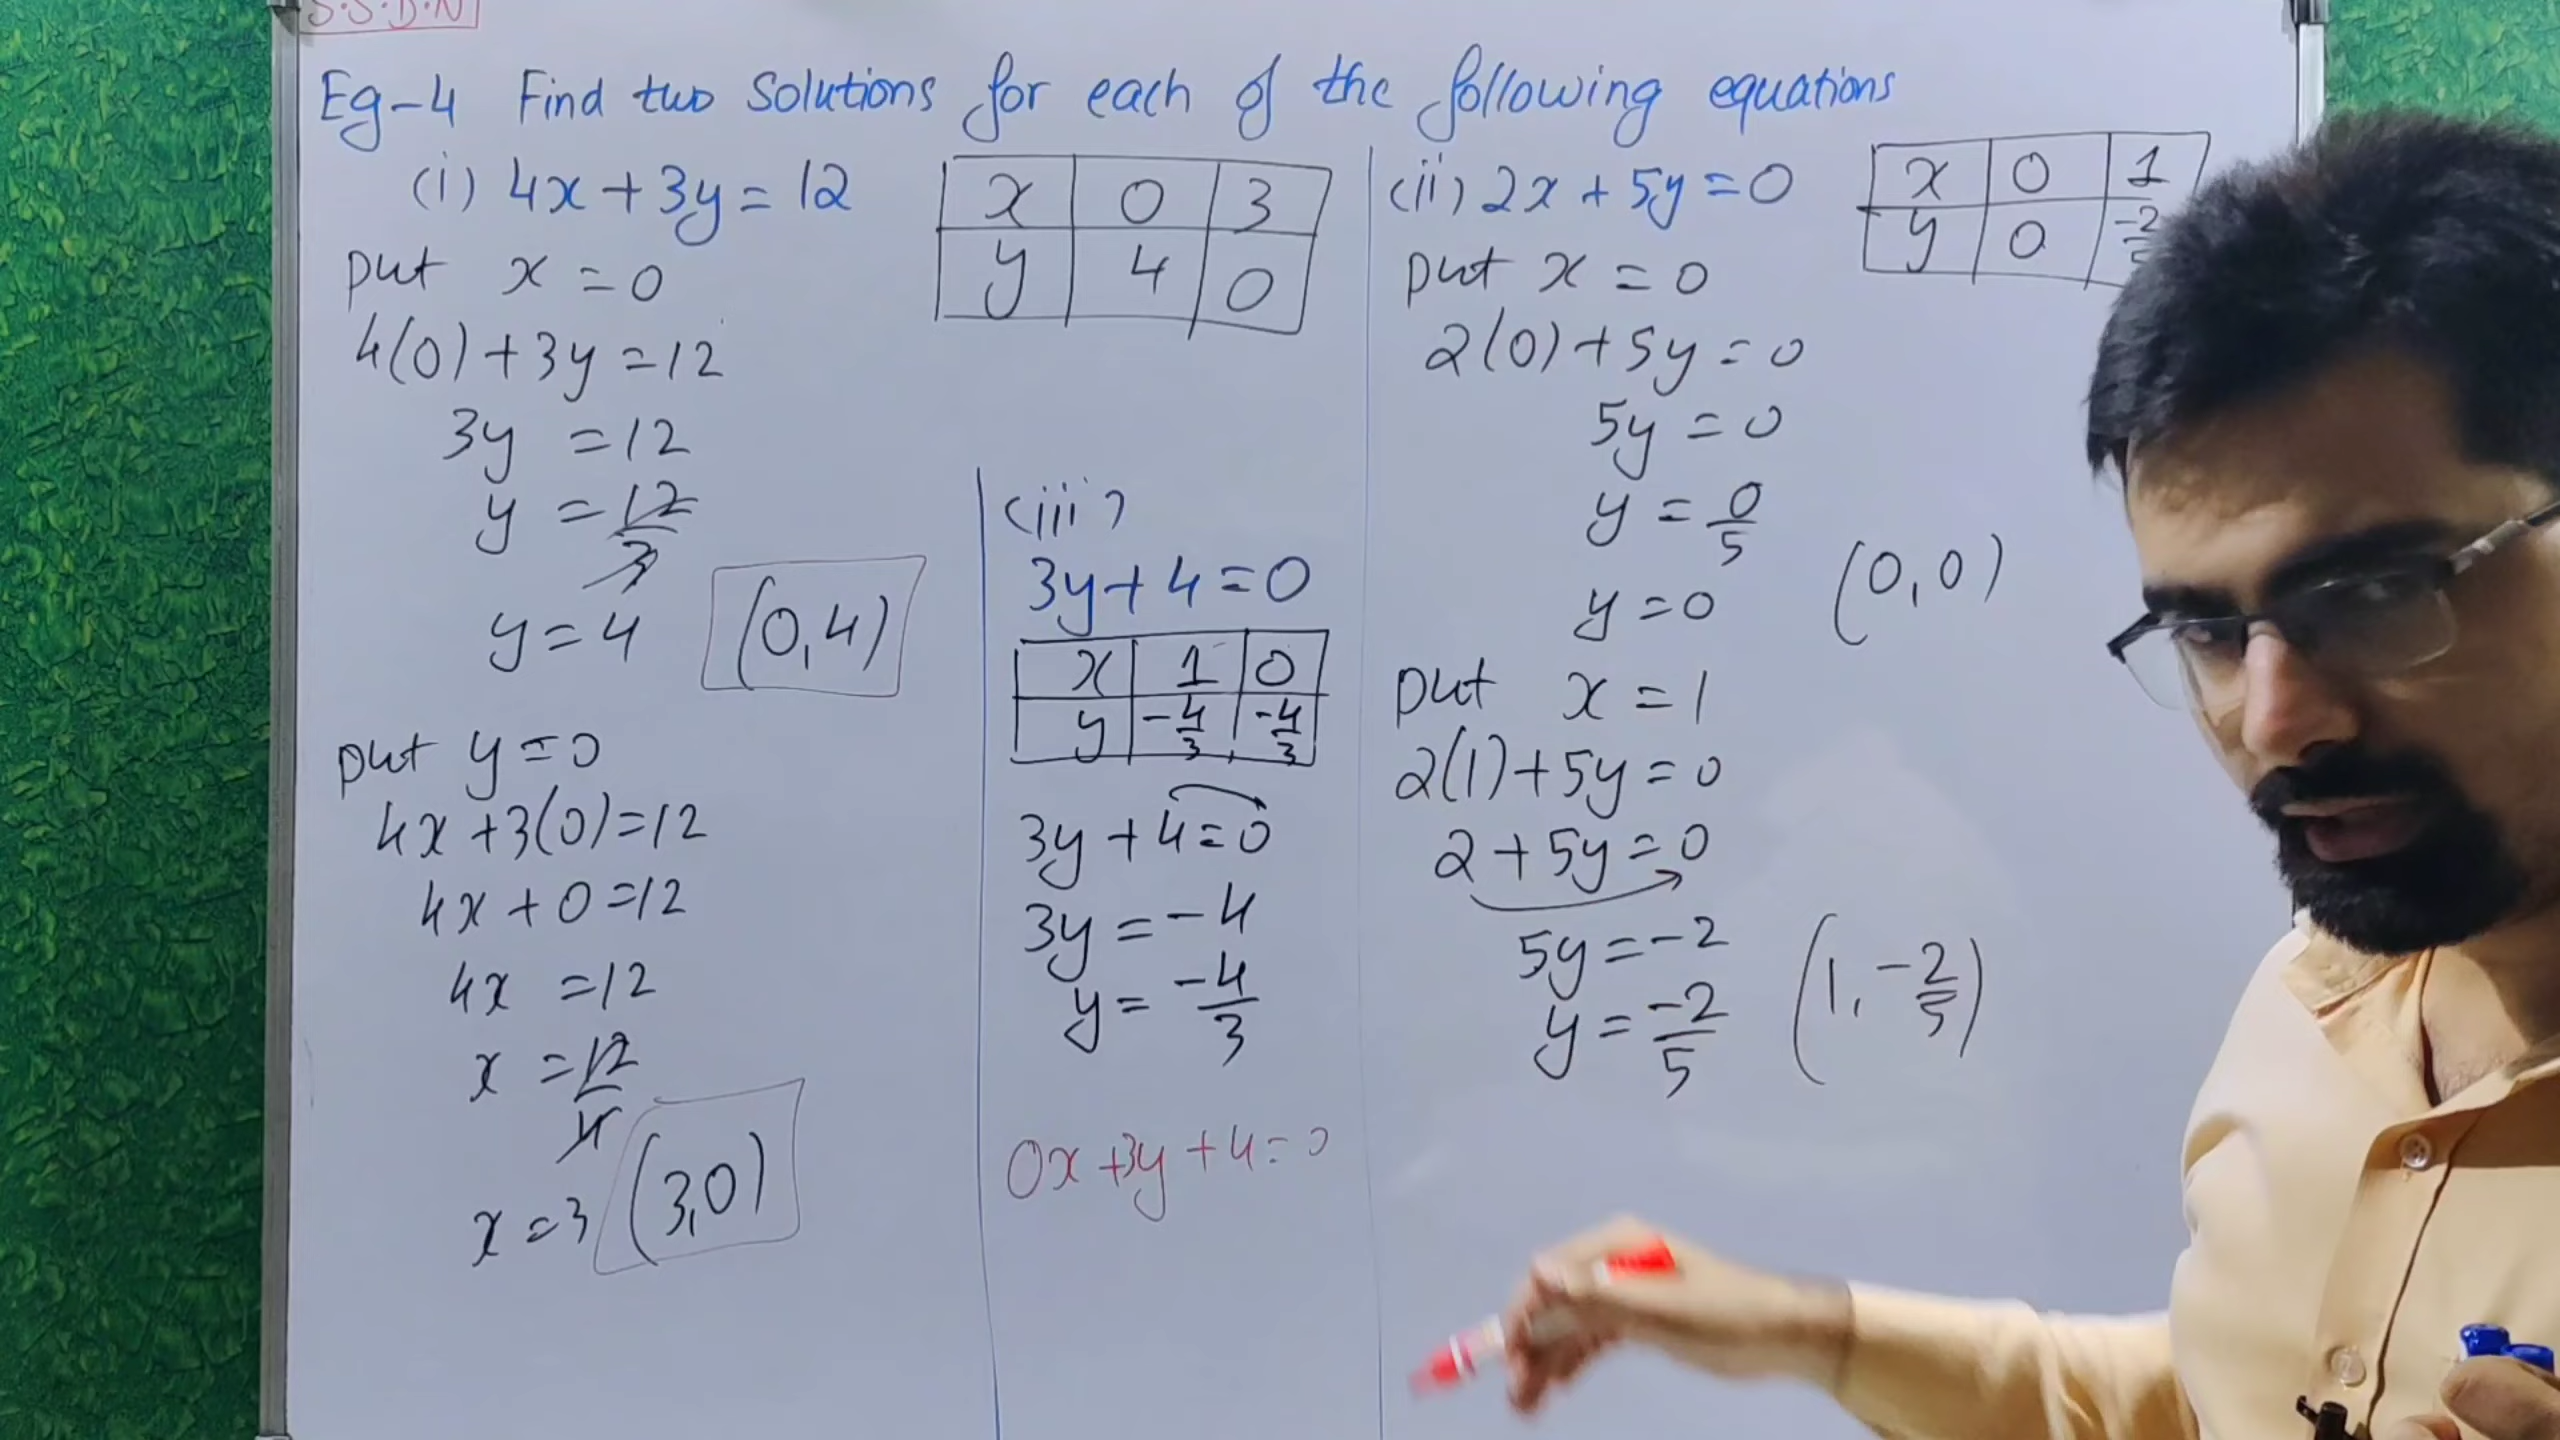 S.S.D.N
Eg-4 Find two Solutions for each of the following equations
(i) 4x+3y=12
x 0 3
y 4 0
put x=0
4(0)+3y=12
3y =12
y =12/3
y=4 (0,4)
put y=0
4x+3(0)=12
4x+0=12
4x =12
x =12/4
x=3 (3,0)
(iii)
3y+4=0
x 1 0
y -4/3 -4/3
3y+4=0
3y=-4
y=-4/3
0x+3y+4=0
(ii) 2x+5y=0
x 0 1
y 0 -2
put x=0
2(0)+5y=0
5y=0
y=0/5
y=0 (0,0)
put x=1
2(1)+5y=0
2+5y=0
5y=-2
y=-2/5 (1,-2/5)